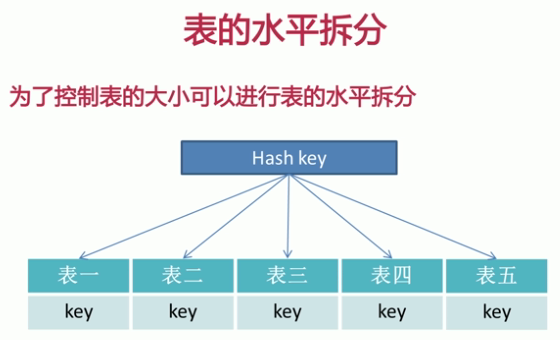 表的水平拆分
为了控制表的大小可以进行表的水平拆分
Hash key
表一 表二 表三 表四 表五
key key key key key